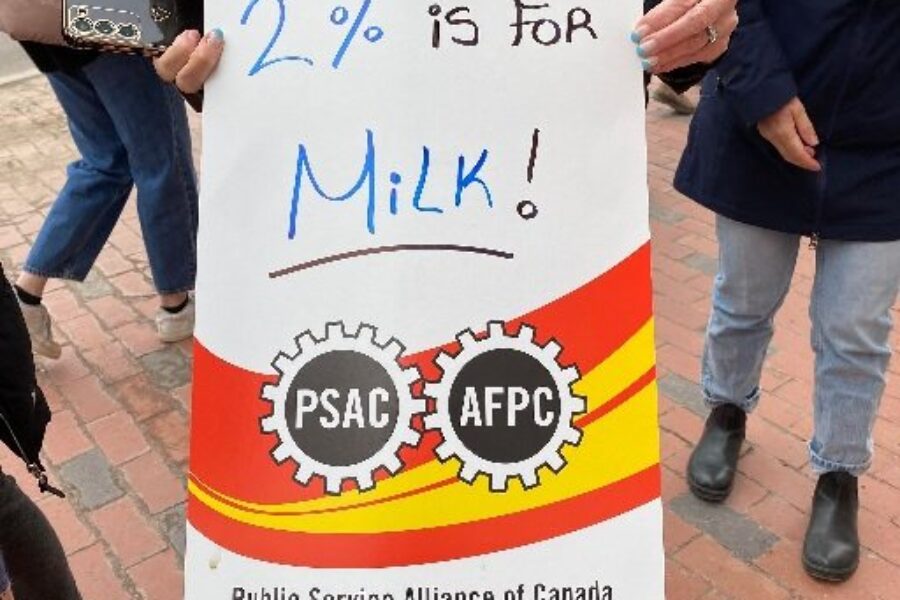 2% is FOR
MiLK!
PSAC AFPC
Public Service Alliance of Canada